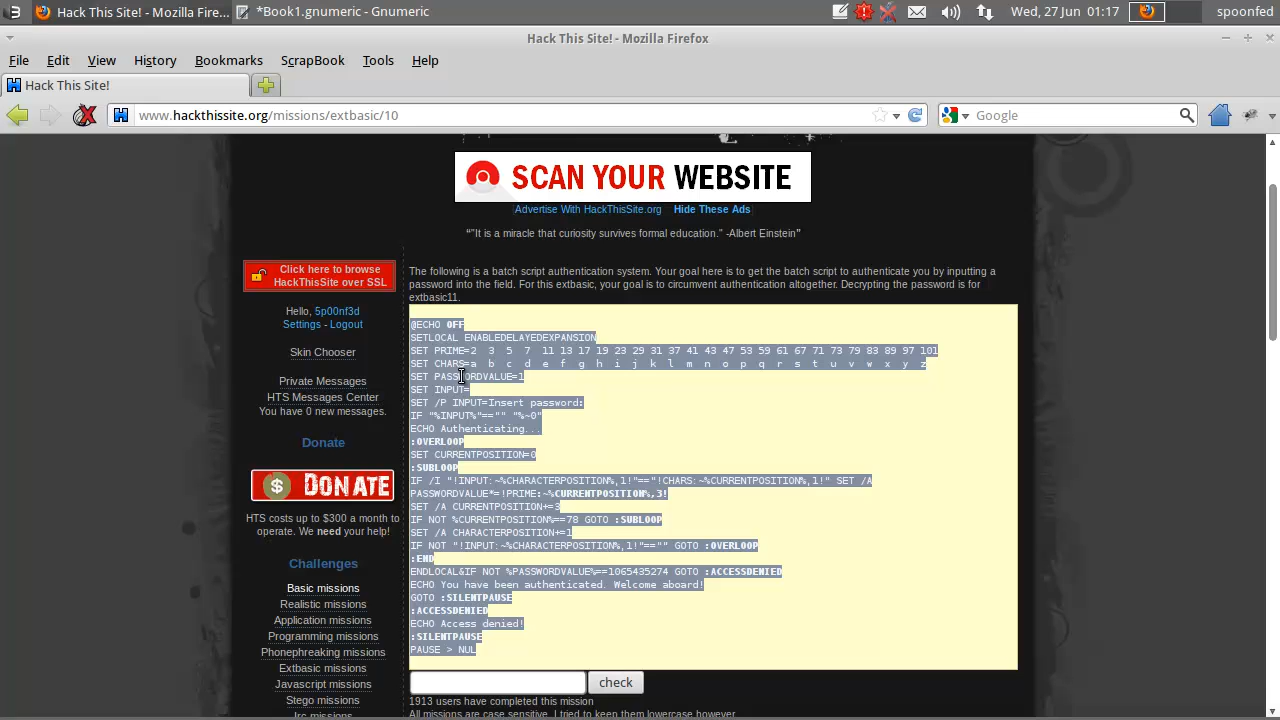 Hack This Site! - Mozilla Fire...
*Book1.gnumeric - Gnumeric
Wed, 27 Jun 01:17
spoonfed
Hack This Site! - Mozilla Firefox
File Edit View History Bookmarks ScrapBook Tools Help
Hack This Site!
www.hackthissite.org/missions/extbasic/10
Google
SCAN YOUR WEBSITE
Advertise With HackThisSite.org Hide These Ads
"“It is a miracle that curiosity survives formal education." -Albert Einstein”
Click here to browse
HackThisSite over SSL
Hello, 5p00nf3d
Settings - Logout
Skin Chooser
Private Messages
HTS Messages Center
You have 0 new messages.
Donate
DONATE
HTS costs up to $300 a month to
operate. We need your help!
Challenges
Basic missions
Realistic missions
Application missions
Programming missions
Phonephreaking missions
Extbasic missions
Javascript missions
Stego missions
Irc missions
The following is a batch script authentication system. Your goal here is to get the batch script to authenticate you by inputting a
password into the field. For this extbasic, your goal is to circumvent authentication altogether. Decrypting the password is for
extbasic11.
@ECHO OFF
SETLOCAL ENABLEDELAYEDEXPANSION
SET PRIME=2  3  5  7  11 13 17 19 23 29 31 37 41 43 47 53 59 61 67 71 73 79 83 89 97 101
SET CHARS=a  b  c  d  e  f  g  h  i  j  k  l  m  n  o  p  q  r  s  t  u  v  w  x  y  z
SET PASSWORDVALUE=1
SET INPUT=
SET /P INPUT=Insert password:
IF "%INPUT%"=="" "%~0"
ECHO Authenticating...
:OVERLOOP
SET CURRENTPOSITION=0
:SUBLOOP
IF /I "!INPUT:~%CHARACTERPOSITION%,1!"=="!CHARS:~%CURRENTPOSITION%,1!" SET /A
PASSWORDVALUE*=!PRIME:~%CURRENTPOSITION%,3!
SET /A CURRENTPOSITION+=3
IF NOT %CURRENTPOSITION%==78 GOTO :SUBLOOP
SET /A CHARACTERPOSITION+=1
IF NOT "!INPUT:~%CHARACTERPOSITION%,1!"=="" GOTO :OVERLOOP
:END
ENDLOCAL&IF NOT %PASSWORDVALUE%==1065435274 GOTO :ACCESSDENIED
ECHO You have been authenticated. Welcome aboard!
GOTO :SILENTPAUSE
:ACCESSDENIED
ECHO Access denied!
:SILENTPAUSE
PAUSE > NUL
check
1913 users have completed this mission
All missions are case sensitive. I tried to keep them lowercase however